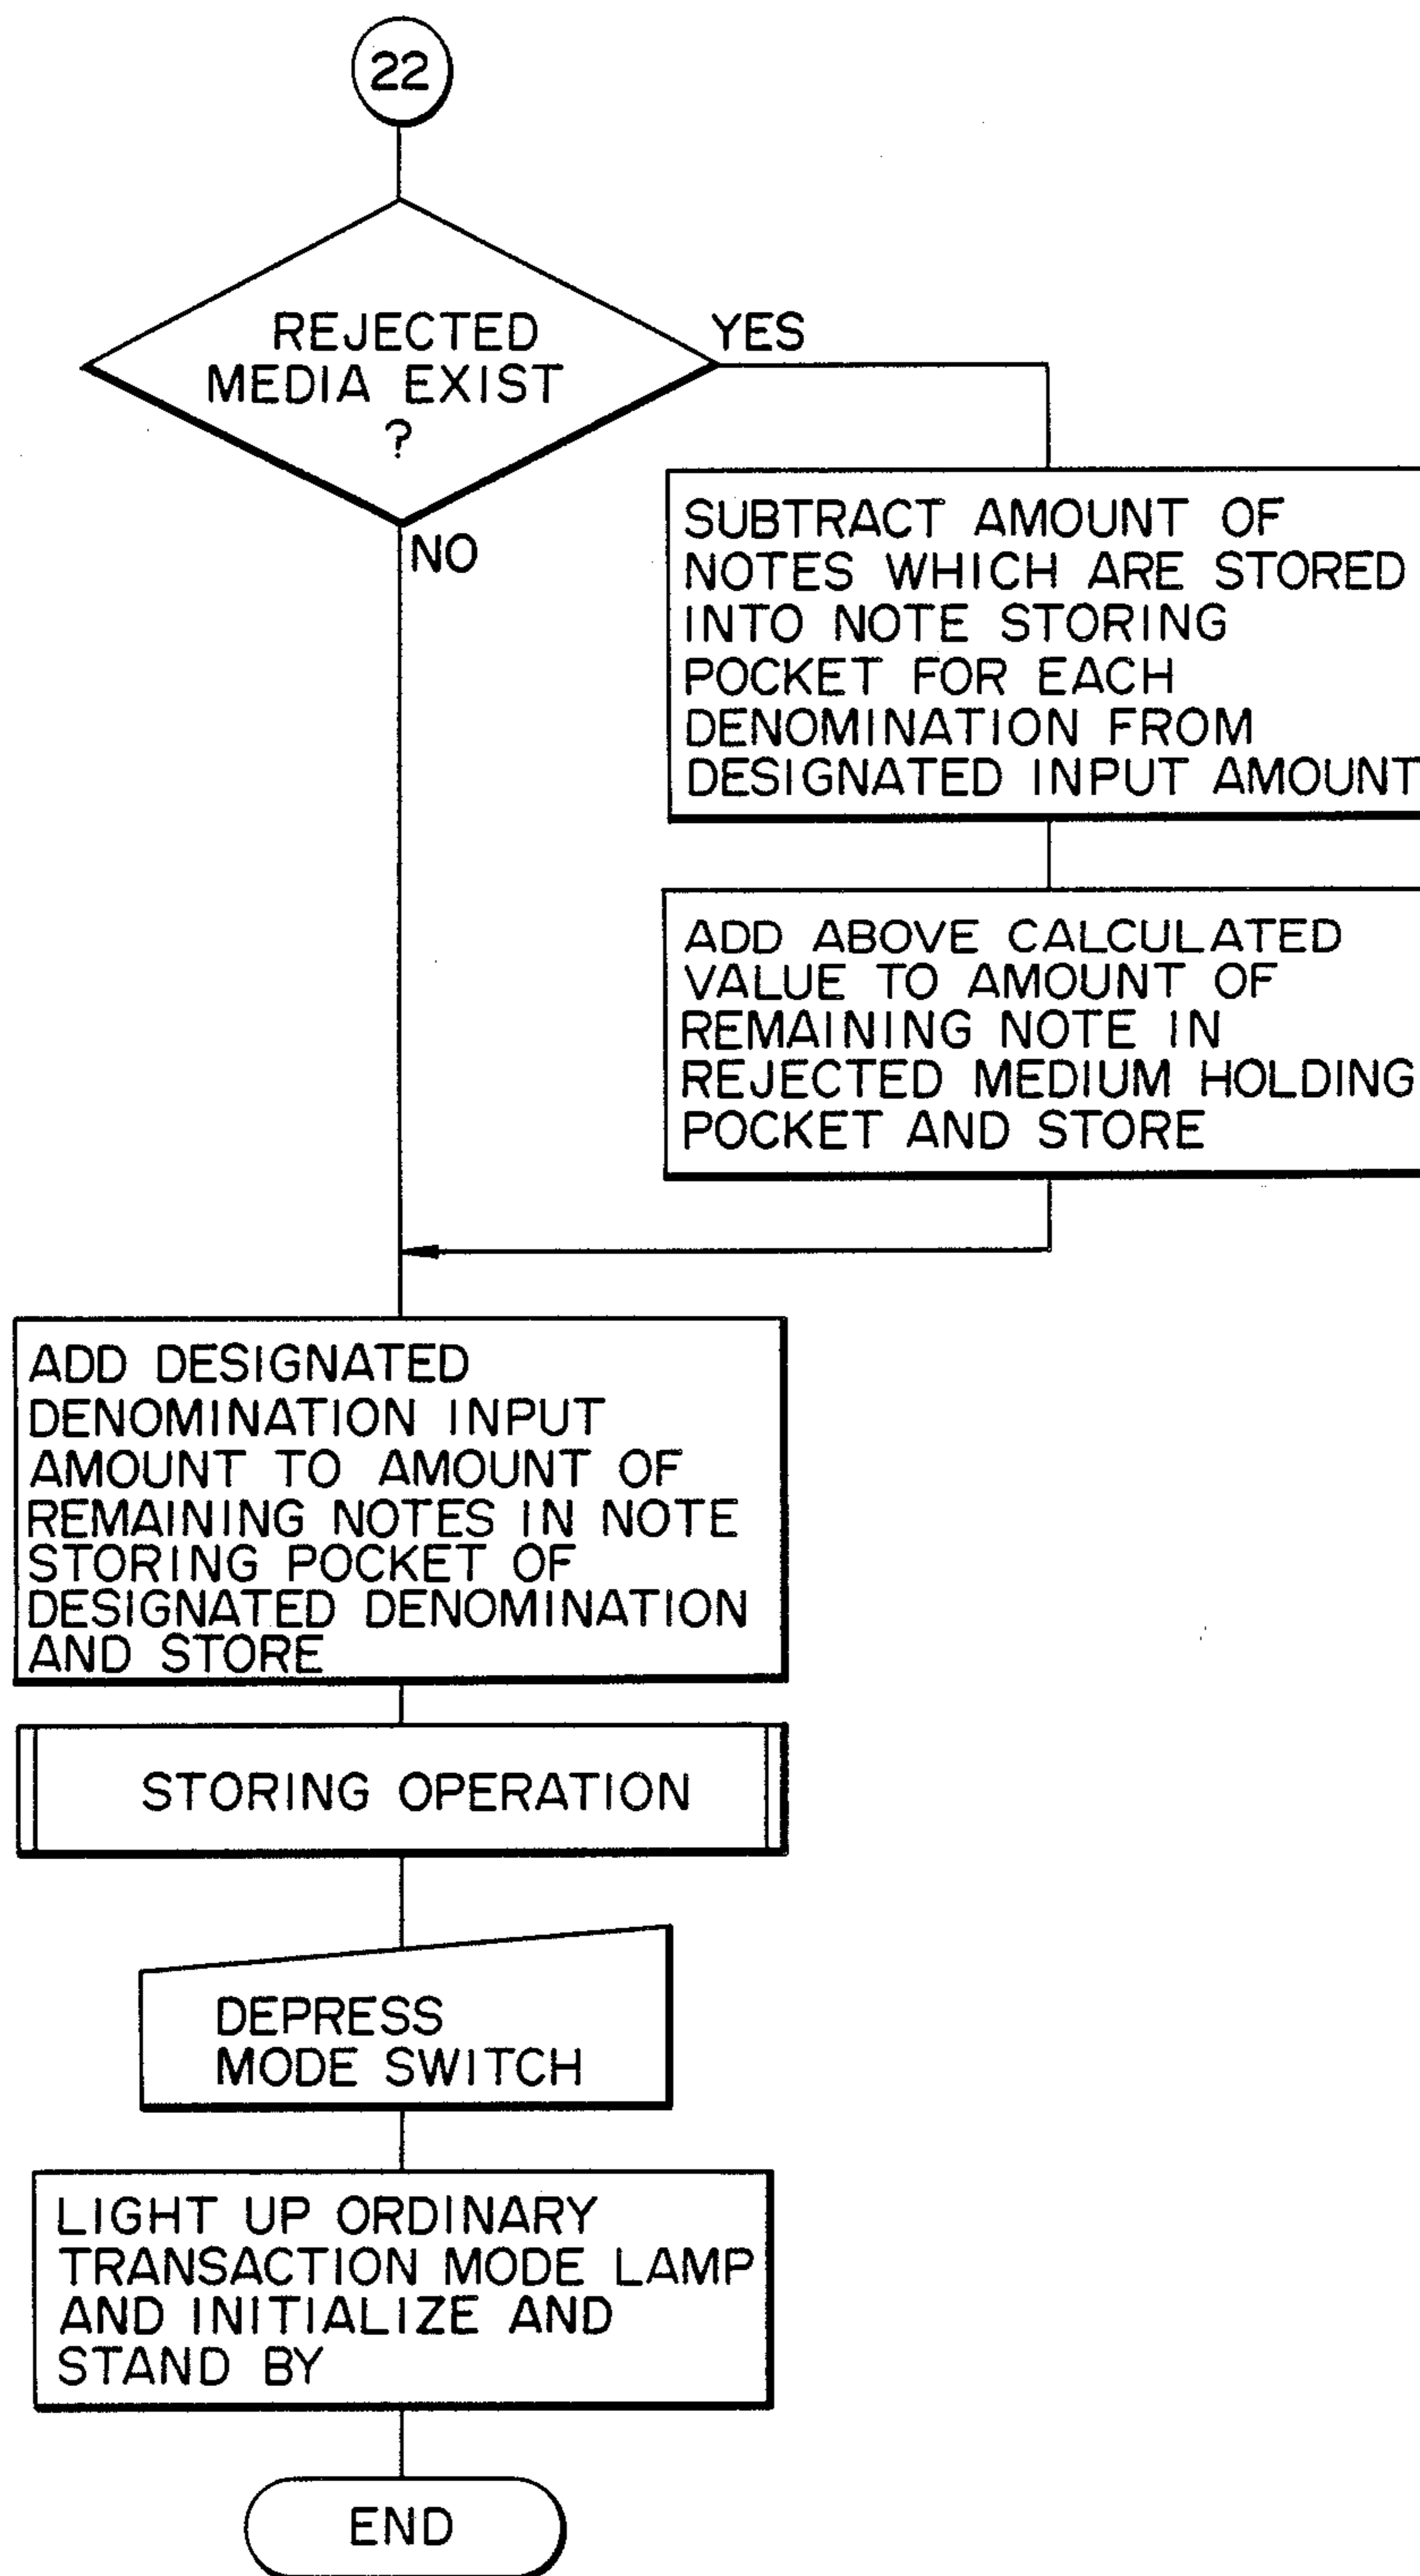 22
REJECTED
MEDIA EXIST
?
YES
NO
SUBTRACT AMOUNT OF
NOTES WHICH ARE STORED
INTO NOTE STORING
POCKET FOR EACH
DENOMINATION FROM
DESIGNATED INPUT AMOUNT
ADD ABOVE CALCULATED
VALUE TO AMOUNT OF
REMAINING NOTE IN
REJECTED MEDIUM HOLDING
POCKET AND STORE
ADD DESIGNATED
DENOMINATION INPUT
AMOUNT TO AMOUNT OF
REMAINING NOTES IN NOTE
STORING POCKET OF
DESIGNATED DENOMINATION
AND STORE
STORING OPERATION
DEPRESS
MODE SWITCH
LIGHT UP ORDINARY
TRANSACTION MODE LAMP
AND INITIALIZE AND
STAND BY
END